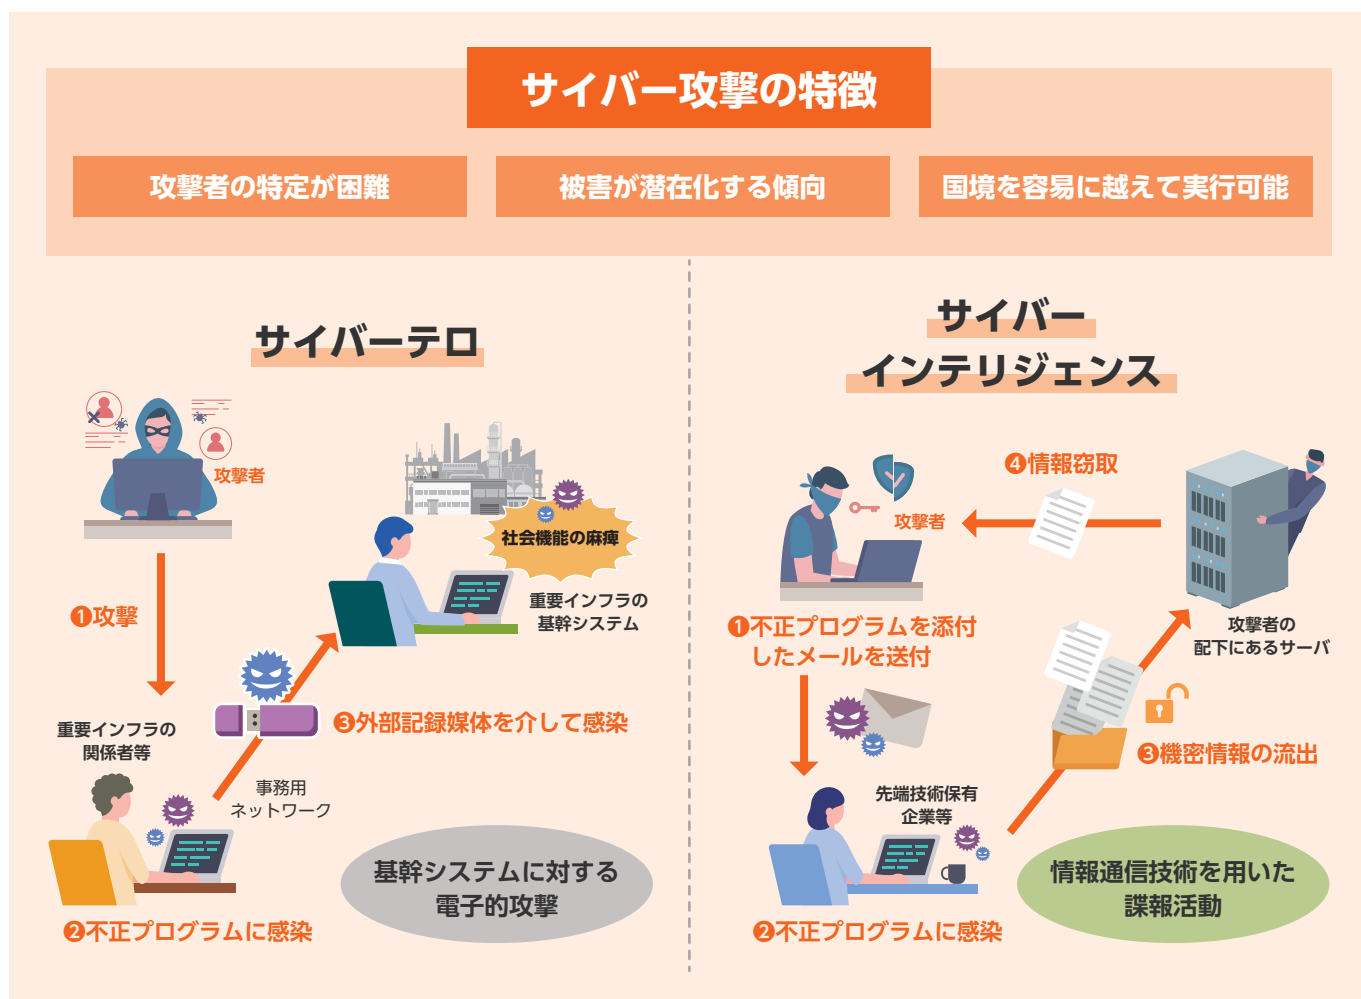 サイバー攻撃の特徴
攻撃者の特定が困難
被害が潜在化する傾向
国境を容易に越えて実行可能
サイバーテロ
攻撃者
❶攻撃
社会機能の麻痺
重要インフラの
基幹システム
❸外部記録媒体を介して感染
重要インフラの
関係者等
事務用
ネットワーク
❷不正プログラムに感染
基幹システムに対する
電子的攻撃
サイバー
インテリジェンス
❹情報窃取
攻撃者
❶不正プログラムを添付
したメールを送付
攻撃者の
配下にあるサーバ
❸機密情報の流出
先端技術保有
企業等
❷不正プログラムに感染
情報通信技術を用いた
諜報活動